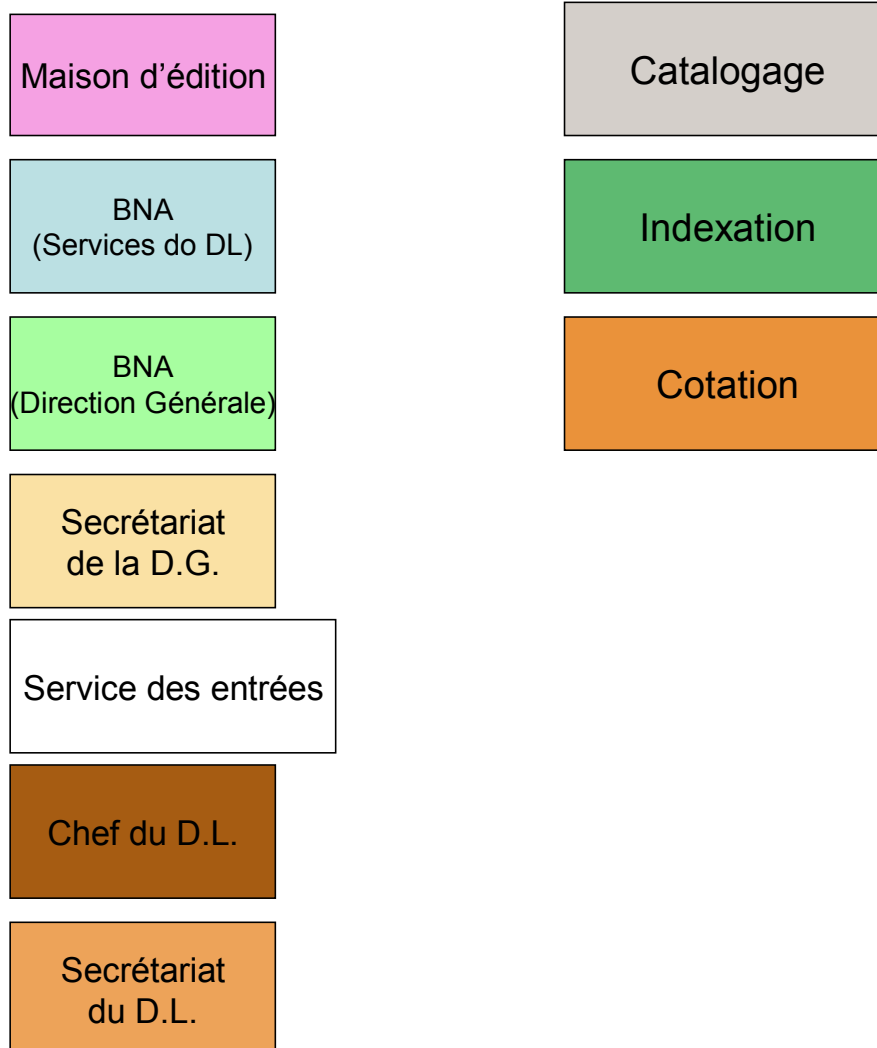 Maison d’édition
BNA
(Services do DL)
BNA
(Direction Générale)
Secrétariat
de la D.G.
Service des entrées
Chef du D.L.
Secrétariat
du D.L.
Catalogage
Indexation
Cotation